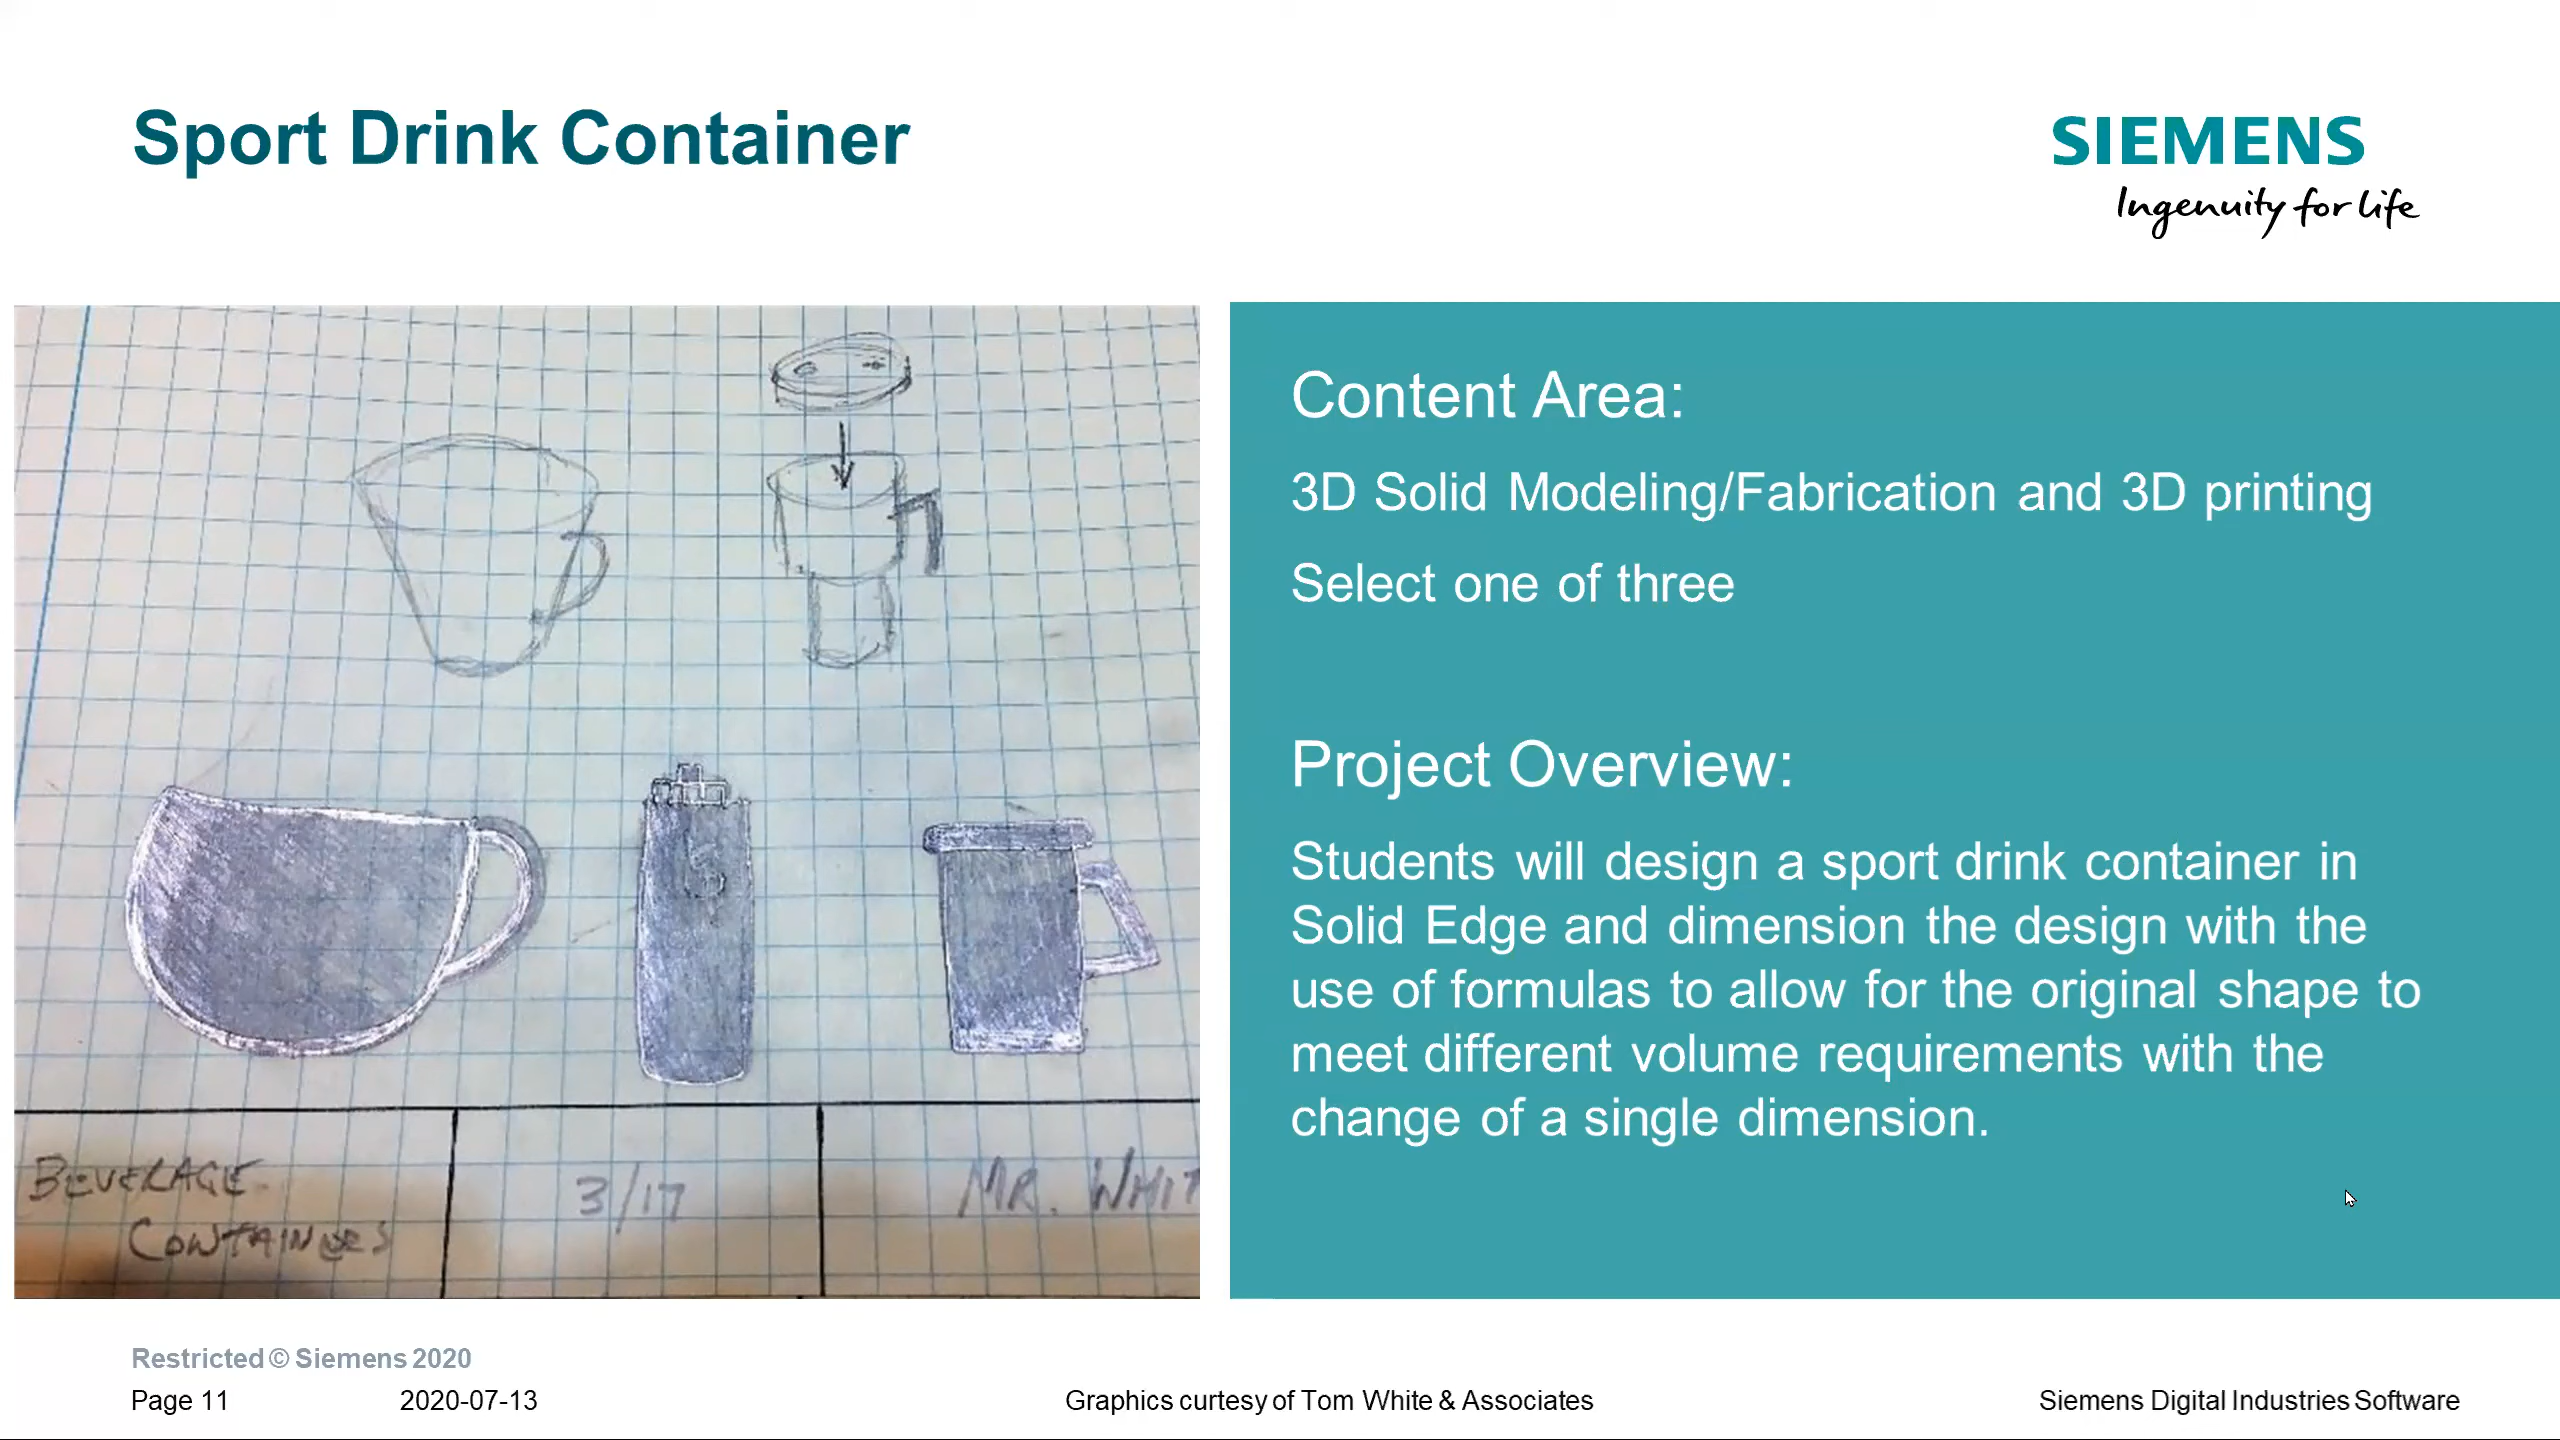 Sport Drink Container
SIEMENS
Ingenuity for life
BEVERAGE
CONTAINERS
3/17
MR. WHIT
Content Area:
3D Solid Modeling/Fabrication and 3D printing
Select one of three
Project Overview:
Students will design a sport drink container in
Solid Edge and dimension the design with the
use of formulas to allow for the original shape to
meet different volume requirements with the
change of a single dimension.
Restricted © Siemens 2020
Page 11
2020-07-13
Graphics curtesy of Tom White & Associates
Siemens Digital Industries Software